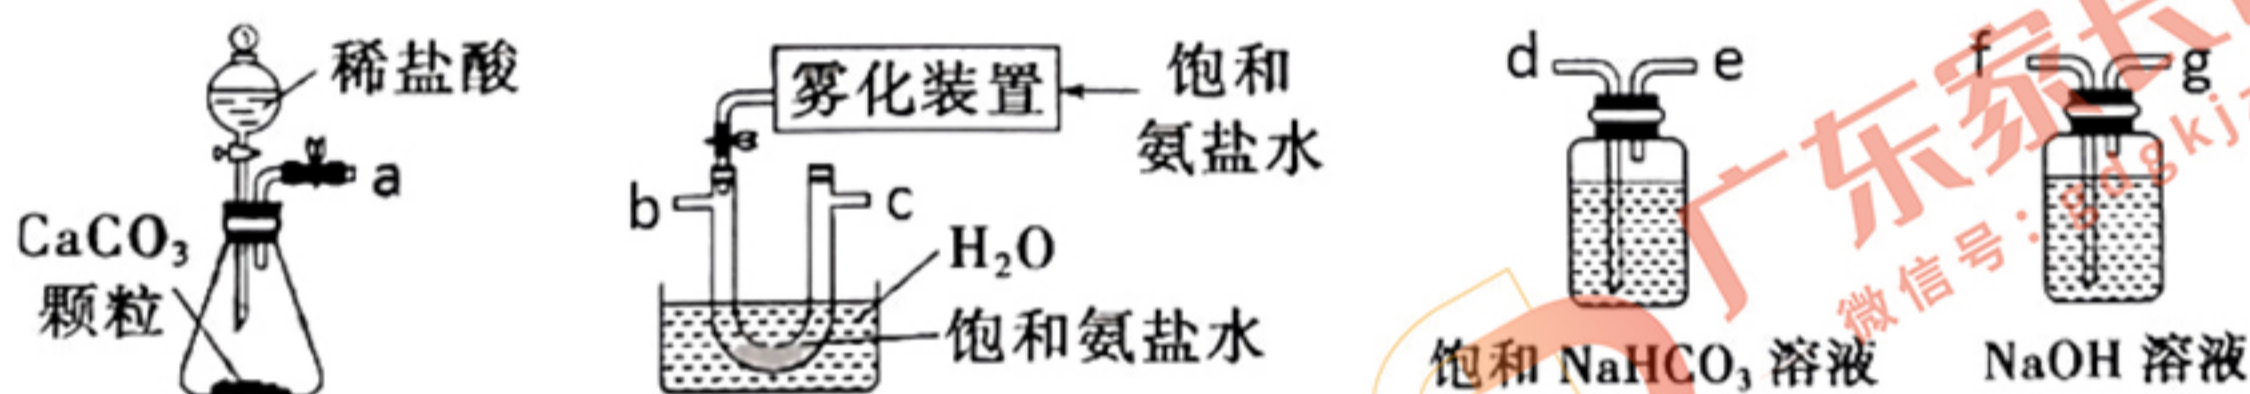 稀盐酸
a
CaCO₃
颗粒
雾化装置
饱和
氨盐水
b
c
H₂O
饱和氨盐水
d
e
饱和 NaHCO₃ 溶液
f
g
NaOH 溶液
广东家长
微信号：gdgkj